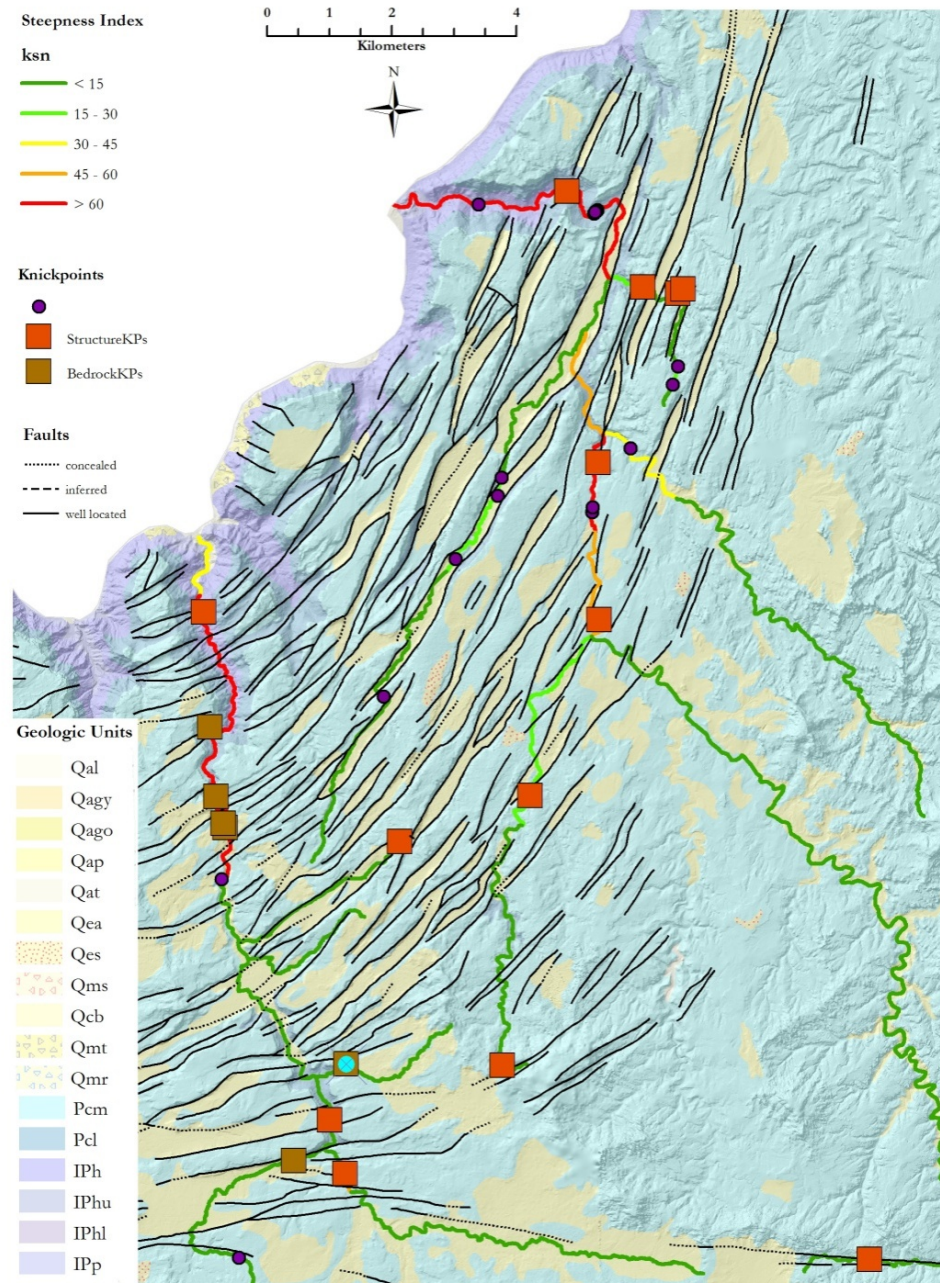 Steepness Index
0 2 4
Kilometers
ksn
N
< 15
15 - 30
30 - 45
45 - 60
> 60
Knickpoints
StructureKPs
BedrockKPs
Faults
concealed
inferred
well located
Geologic Units
Qal
Qagy
Qago
Qap
Qat
Qea
Qes
Qms
Qcb
Qmt
Qmr
Pcm
Pcl
IPh
IPhu
IPhl
IPp